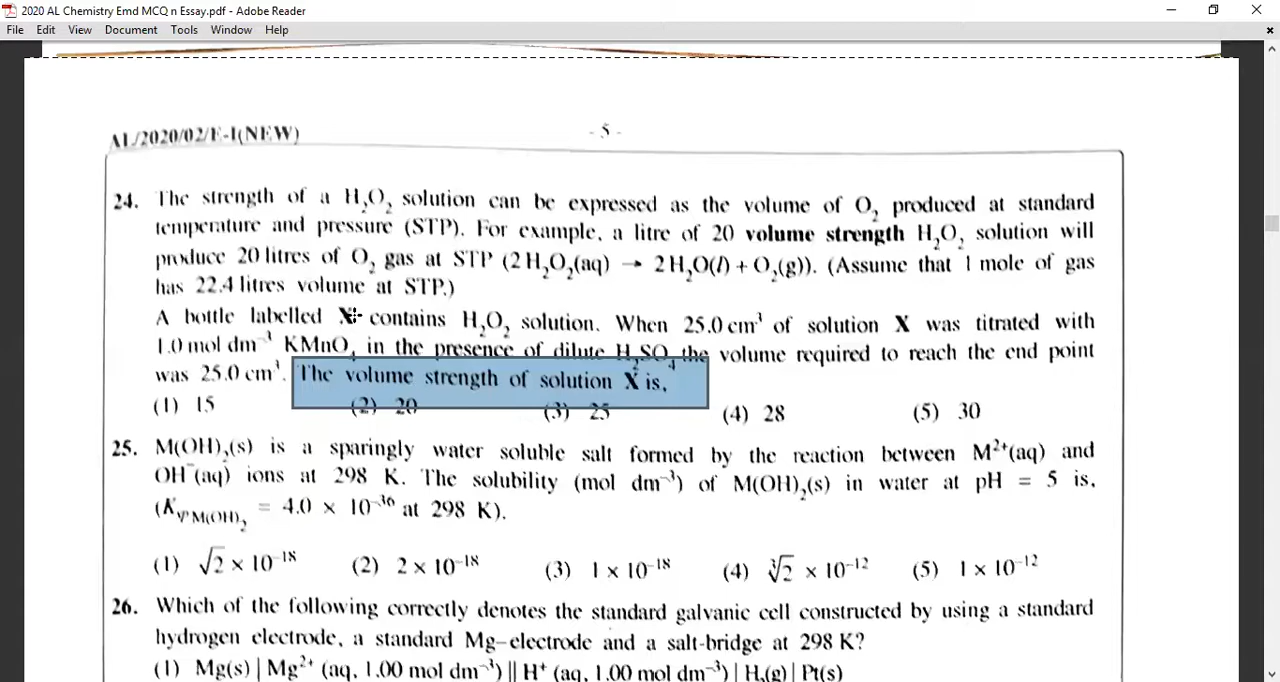 2020 AL Chemistry Emd MCQ n Essay.pdf - Adobe Reader
File Edit View Document Tools Window Help
AL/2020/02/E-I(NEW) - 5 -
24. The strength of a H₂O₂ solution can be expressed as the volume of O₂ produced at standard
temperature and pressure (STP). For example, a litre of 20 volume strength H₂O₂ solution will
produce 20 litres of O₂ gas at STP (2H₂O₂(aq) → 2H₂O(l) + O₂(g)). (Assume that 1 mole of gas
has 22.4 litres volume at STP.)
A bottle labelled X contains H₂O₂ solution. When 25.0 cm³ of solution X was titrated with
1.0 mol dm⁻³ KMnO₄ in the presence of dilute H₂SO₄ the volume required to reach the end point
was 25.0 cm³. The volume strength of solution X is,
(1) 15 (2) 20 (3) 25 (4) 28 (5) 30
25. M(OH)₂(s) is a sparingly water soluble salt formed by the reaction between M²⁺(aq) and
OH⁻(aq) ions at 298 K. The solubility (mol dm⁻³) of M(OH)₂(s) in water at pH = 5 is,
(Ksp M(OH)₂ = 4.0 × 10⁻³⁶ at 298 K).
(1) √2 × 10⁻¹⁸ (2) 2 × 10⁻¹⁸ (3) 1 × 10⁻¹⁸ (4) ∛2 × 10⁻¹² (5) 1 × 10⁻¹²
26. Which of the following correctly denotes the standard galvanic cell constructed by using a standard
hydrogen electrode, a standard Mg-electrode and a salt-bridge at 298 K?
(1) Mg(s) | Mg²⁺ (aq, 1.00 mol dm⁻³) || H⁺ (aq, 1.00 mol dm⁻³) | H₂(g) | Pt(s)